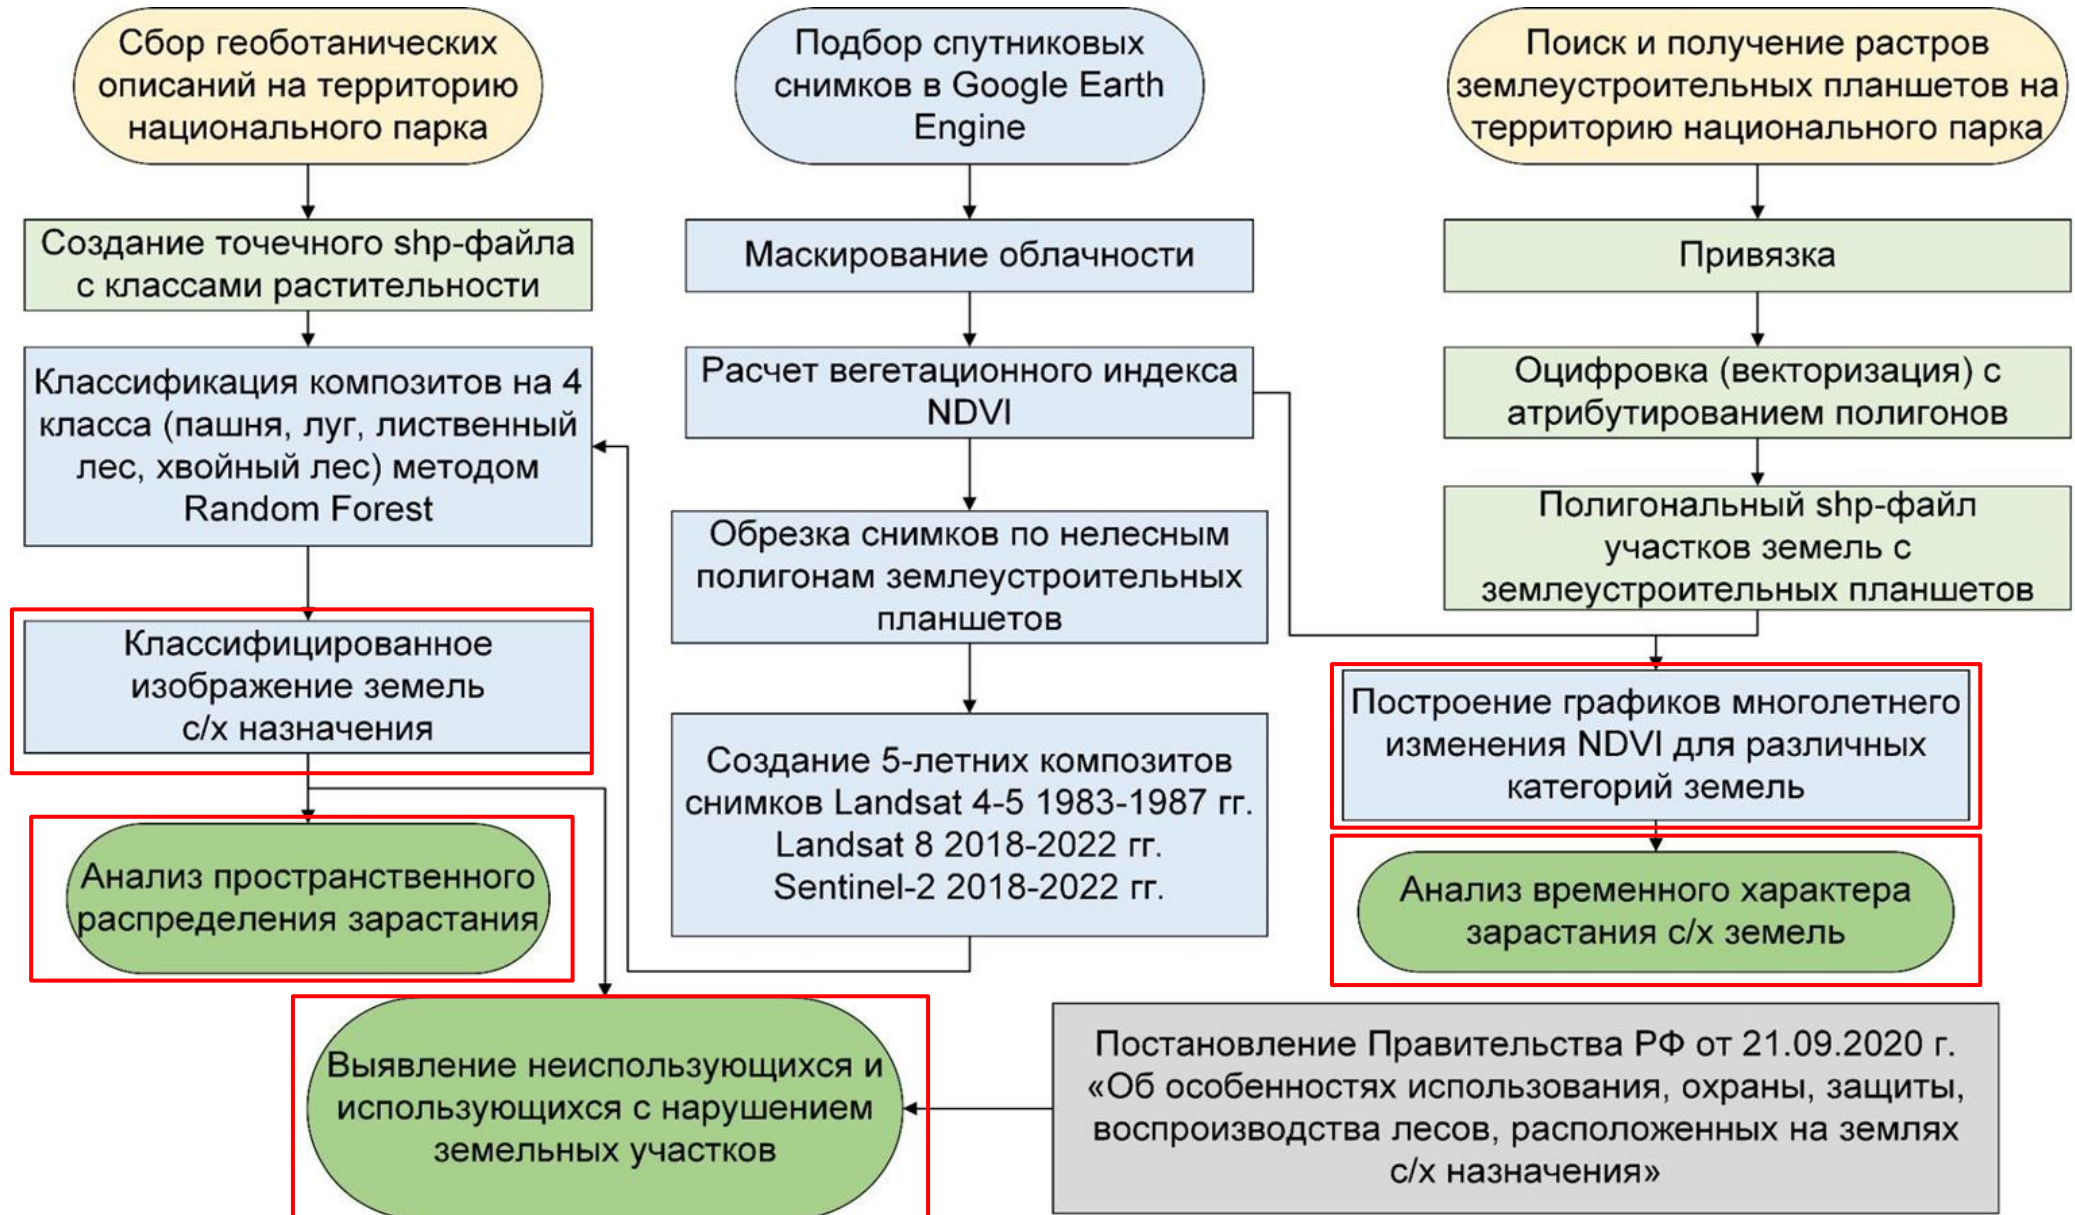 Сбор геоботанических
описаний на территорию
национального парка
Подбор спутниковых
снимков в Google Earth
Engine
Поиск и получение растров
землеустроительных планшетов на
территорию национального парка
Создание точечного shp-файла
с классами растительности
Маскирование облачности
Привязка
Классификация композитов на 4
класса (пашня, луг, лиственный
лес, хвойный лес) методом
Random Forest
Расчет вегетационного индекса
NDVI
Оцифровка (векторизация) с
атрибутированием полигонов
Обрезка снимков по нелесным
полигонам землеустроительных
планшетов
Полигональный shp-файл
участков земель с
землеустроительных планшетов
Классифицированное
изображение земель
с/х назначения
Создание 5-летних композитов
снимков Landsat 4-5 1983-1987 гг.
Landsat 8 2018-2022 гг.
Sentinel-2 2018-2022 гг.
Построение графиков многолетнего
изменения NDVI для различных
категорий земель
Анализ пространственного
распределения зарастания
Анализ временного характера
зарастания с/х земель
Выявление неиспользующихся и
использующихся с нарушением
земельных участков
Постановление Правительства РФ от 21.09.2020 г.
«Об особенностях использования, охраны, защиты,
воспроизводства лесов, расположенных на землях
с/х назначения»